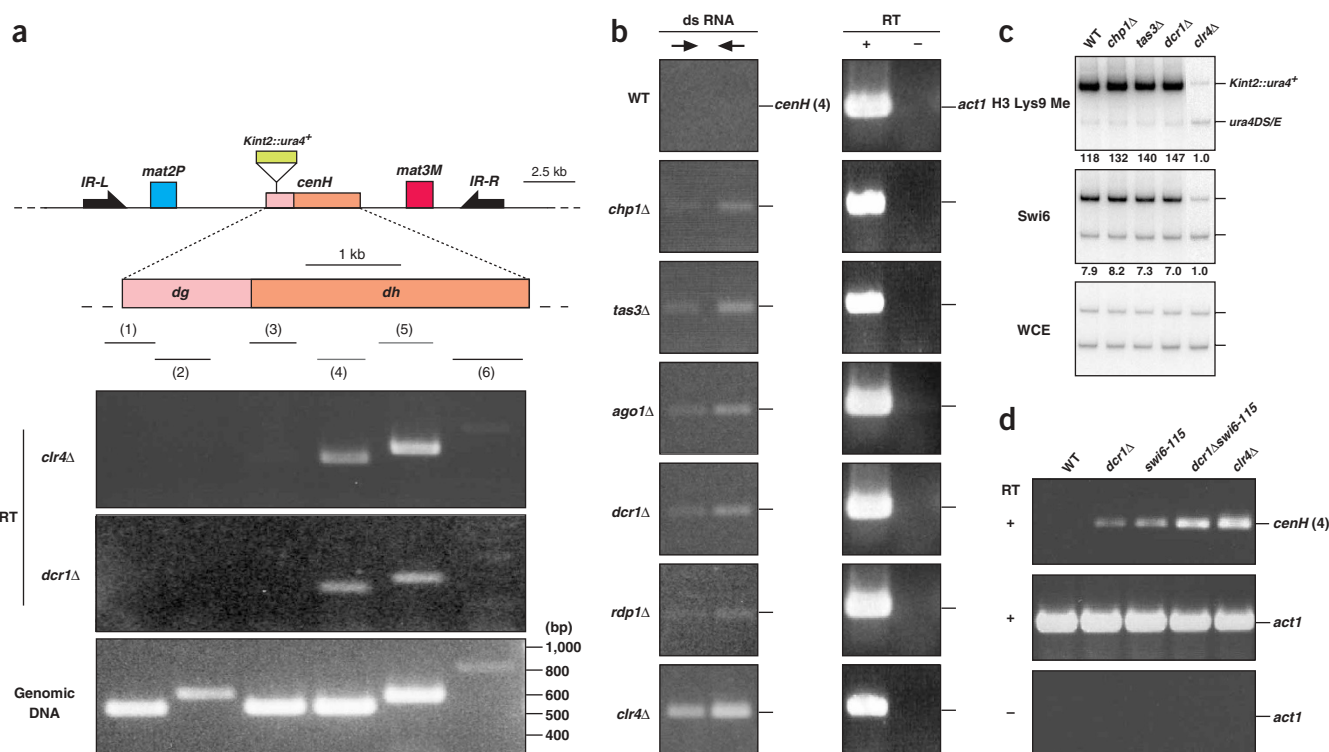 a
Kint2::ura4+
IR-L
mat2P
cenH
mat3M
IR-R
2.5 kb
1 kb
dg
dh
(1)
(3)
(5)
(2)
(4)
(6)
RT
clr4Δ
dcr1Δ
Genomic
DNA
(bp)
1,000
800
600
500
400
b
ds RNA
RT
+
–
WT
cenH (4)
act1
chp1Δ
tas3Δ
ago1Δ
dcr1Δ
rdp1Δ
clr4Δ
c
WT
chp1Δ
tas3Δ
dcr1Δ
clr4Δ
H3 Lys9 Me
Kint2::ura4+
ura4DS/E
118 132 140 147 1.0
Swi6
7.9 8.2 7.3 7.0 1.0
WCE
d
WT
dcr1Δ
swi6-115
dcr1Δswi6-115
clr4Δ
RT
+
cenH (4)
+
act1
–
act1